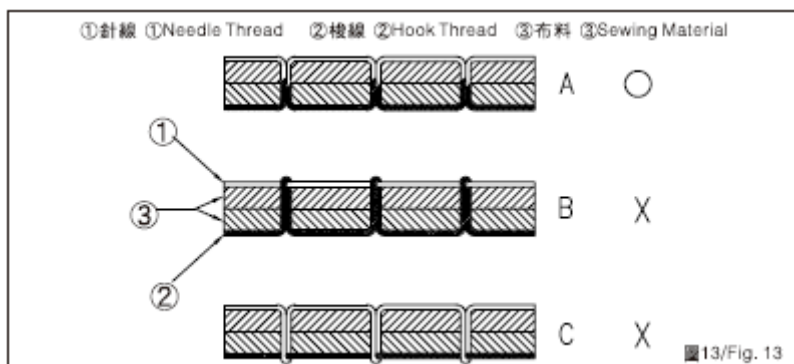 ①針線 ①Needle Thread ②梭線 ②Hook Thread ③布料 ③Sewing Material
A ○
①
③
B X
②
C X
圖13/Fig. 13